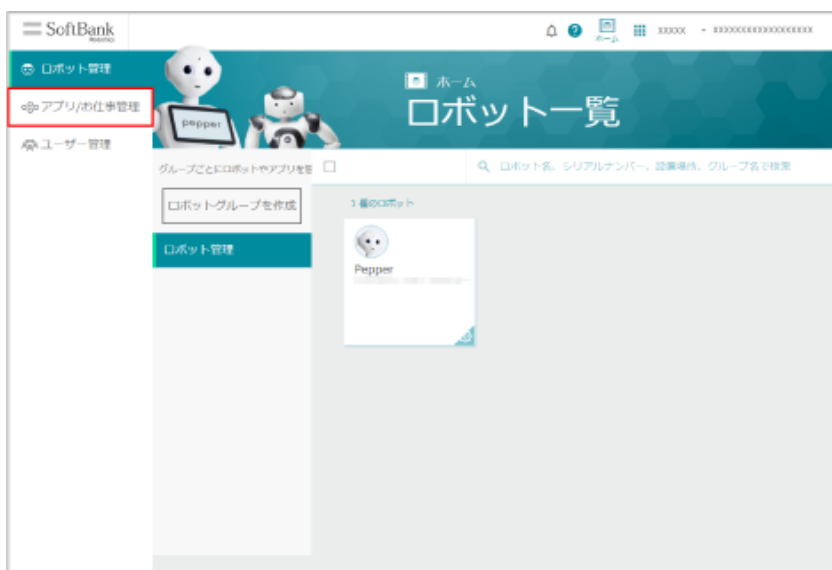 SoftBank
Robotics
ホーム
xxxxx - xxxxxxxxxxxxxxxxxx
ロボット管理
アプリ/お仕事管理
ユーザー管理
pepper
ホーム
ロボット一覧
グループごとにロボットやアプリを
ロボット名、シリアルナンバー、設置場所、グループ名で検索
ロボットグループを作成
1 番のロボット
ロボット管理
Pepper